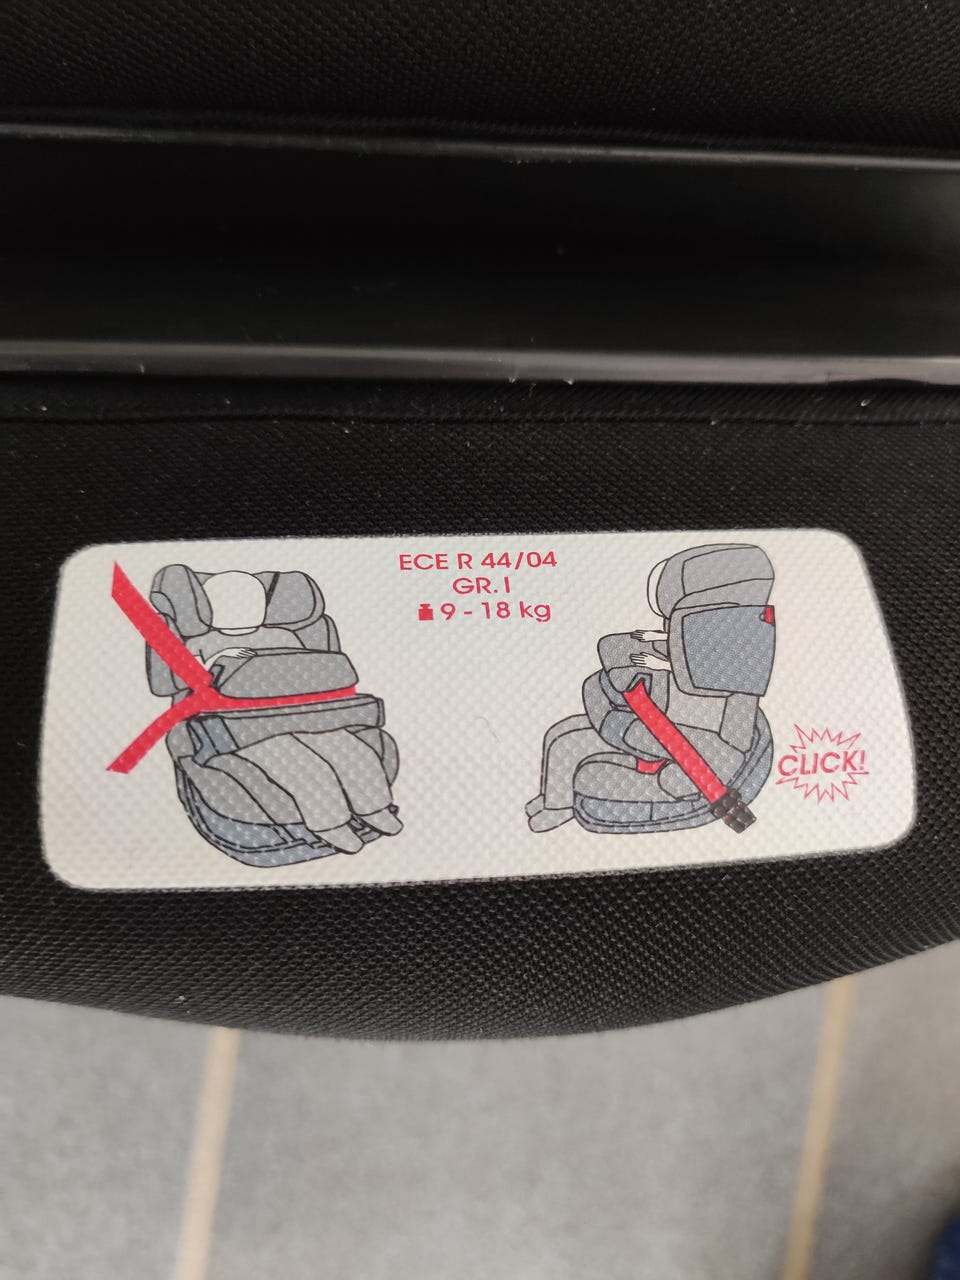 ECE R 44/04
GR. I
9 - 18 kg
CLICK!